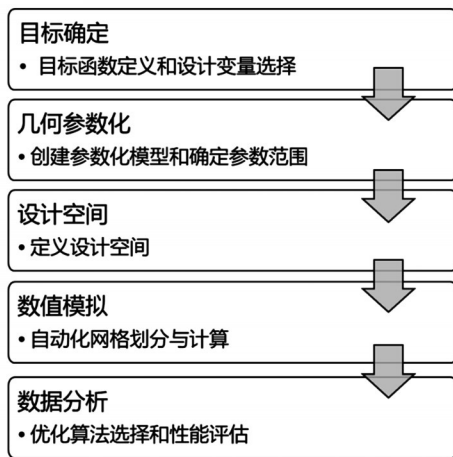 目标确定
• 目标函数定义和设计变量选择
几何参数化
• 创建参数化模型和确定参数范围
设计空间
• 定义设计空间
数值模拟
• 自动化网格划分与计算
数据分析
• 优化算法选择和性能评估